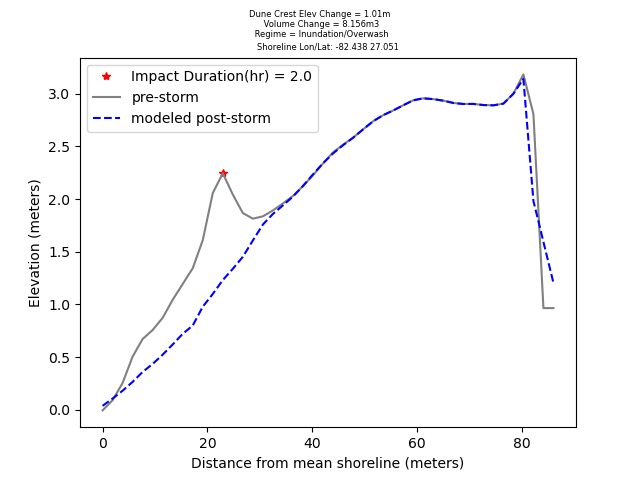 Dune Crest Elev Change = 1.01m
Volume Change = 8.156m3
Regime = Inundation/Overwash
Shoreline Lon/Lat: -82.438 27.051
Impact Duration(hr) = 2.0
pre-storm
modeled post-storm
Elevation (meters)
3.0
2.5
2.0
1.5
1.0
0.5
0.0
0 20 40 60 80
Distance from mean shoreline (meters)